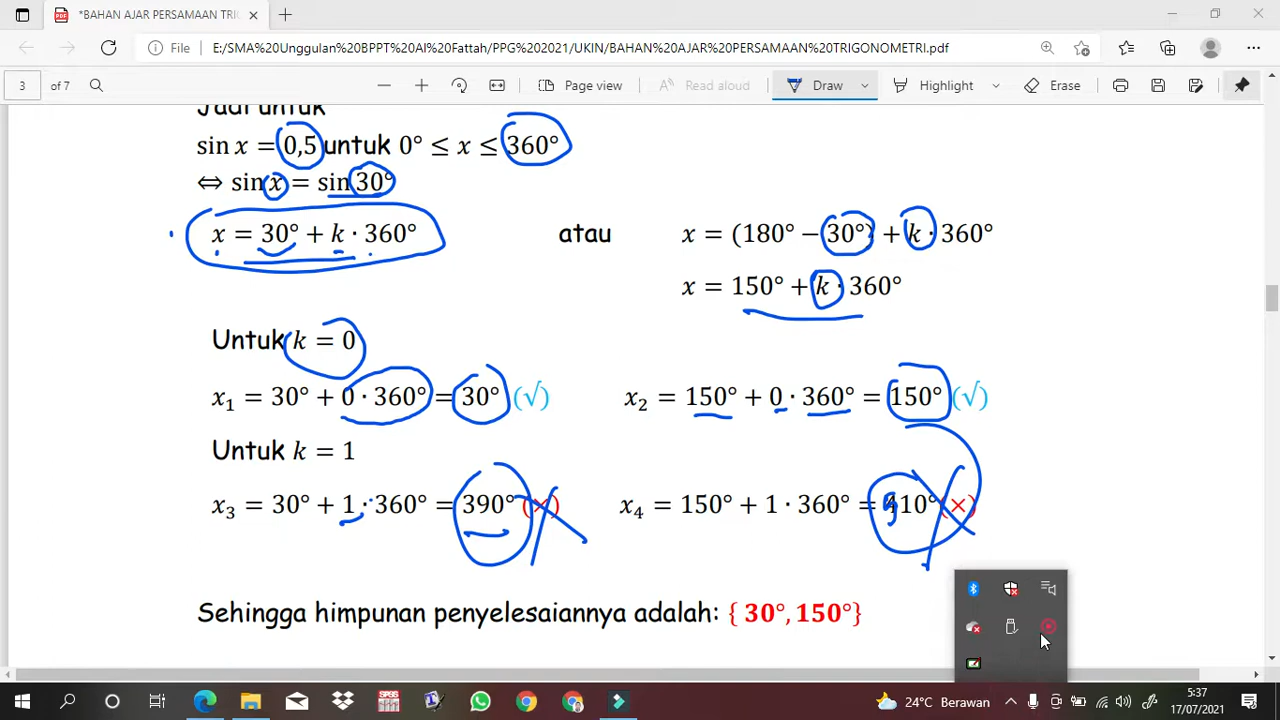 *BAHAN AJAR PERSAMAAN TRI
File E:/SMA%20Unggulan%20BPPT%20Al%20Fattah/PPG%202021/UKIN/BAHAN%20AJAR%20PERSAMAAN%20TRIGONOMETRI.pdf
3 of 7 Page view Read aloud Draw Highlight Erase
Jadi untuk
sin x = 0,5 untuk 0° ≤ x ≤ 360°
⇔ sin x = sin 30°
x = 30° + k · 360° atau x = (180° − 30°) + k · 360°
x = 150° + k · 360°
Untuk k = 0
x₁ = 30° + 0 · 360° = 30° (√) x₂ = 150° + 0 · 360° = 150° (√)
Untuk k = 1
x₃ = 30° + 1 · 360° = 390° (×) x₄ = 150° + 1 · 360° = 410° (×)
Sehingga himpunan penyelesaiannya adalah: { 30°, 150°}
24°C Berawan 5:37
17/07/2021